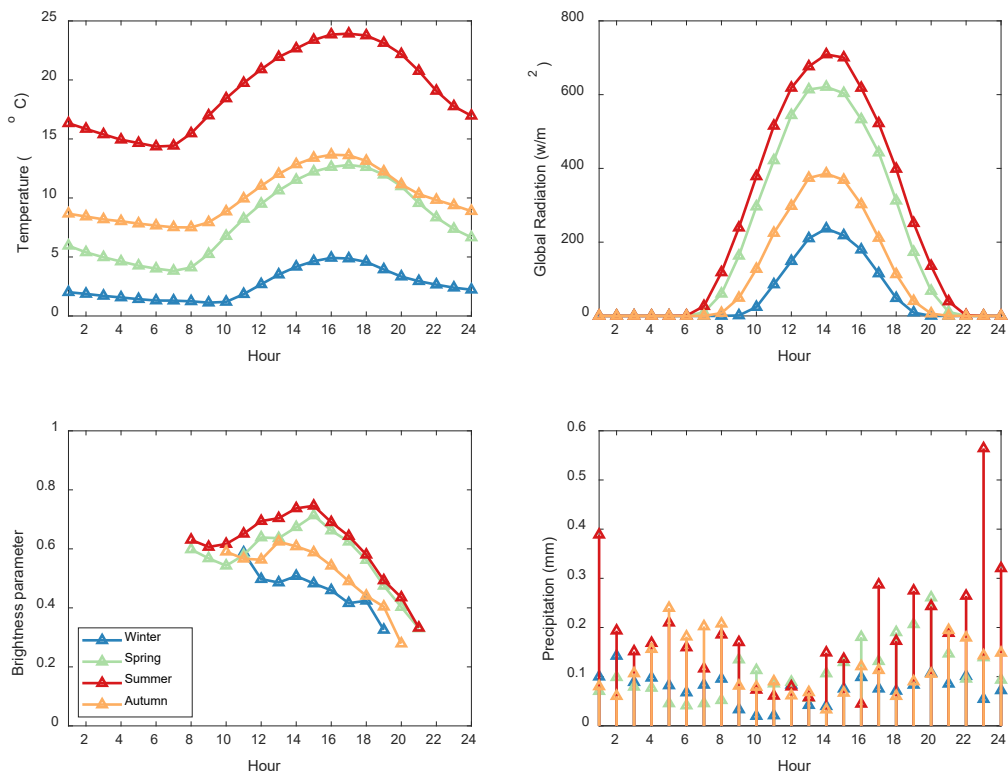 25
20
15
10
5
0
Temperature ( °C)
2 4 6 8 10 12 14 16 18 20 22 24
Hour
800
600
400
200
0
Global Radiation (w/m 2)
2 4 6 8 10 12 14 16 18 20 22 24
Hour
1
0.8
0.6
0.4
0.2
0
Brightness parameter
Winter
Spring
Summer
Autumn
2 4 6 8 10 12 14 16 18 20 22 24
Hour
0.6
0.5
0.4
0.3
0.2
0.1
0
Precipitation (mm)
2 4 6 8 10 12 14 16 18 20 22 24
Hour